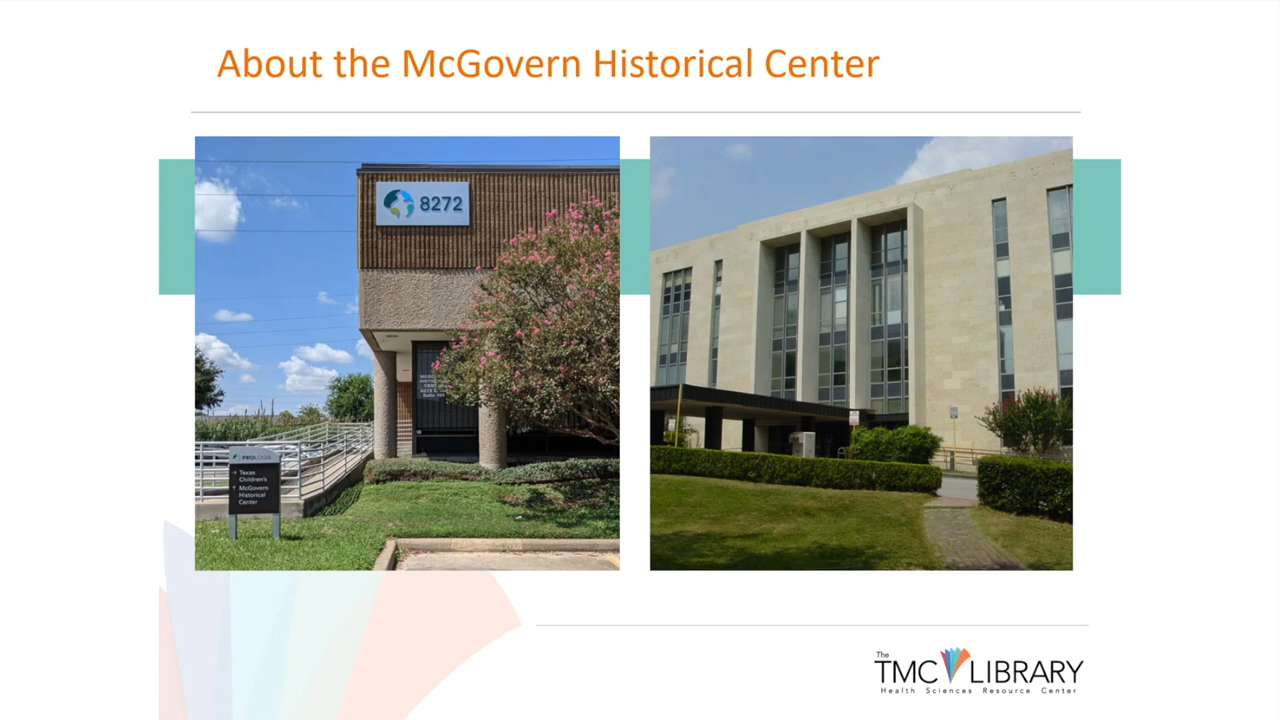 About the McGovern Historical Center
8272
PROLOGIS
Texas
Children's
McGovern
Historical
Center
The
TMC LIBRARY
Health Sciences Resource Center